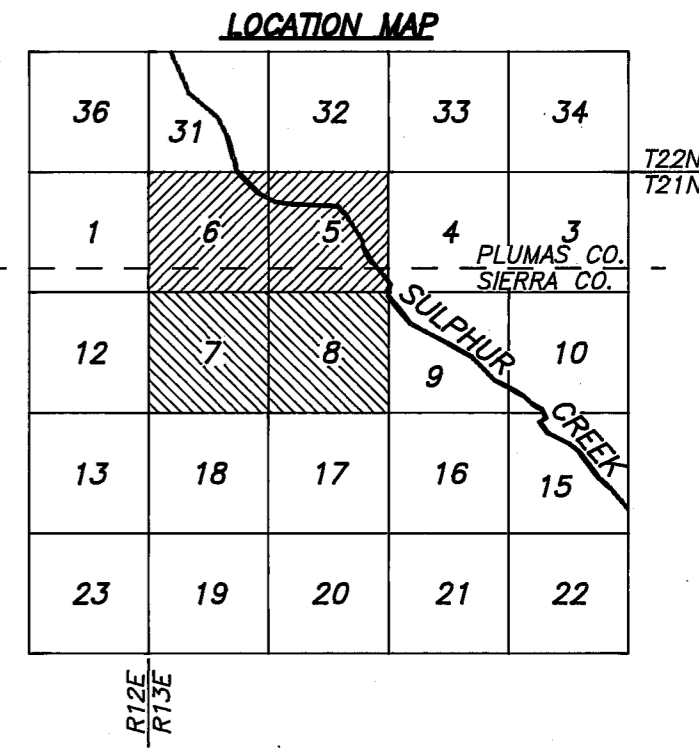 LOCATION MAP
36 31 32 33 34
T22N
T21N
1 6 5 4 3
PLUMAS CO.
SIERRA CO.
SULPHUR CREEK
12 7 8 9 10
13 18 17 16 15
23 19 20 21 22
R12E
R13E